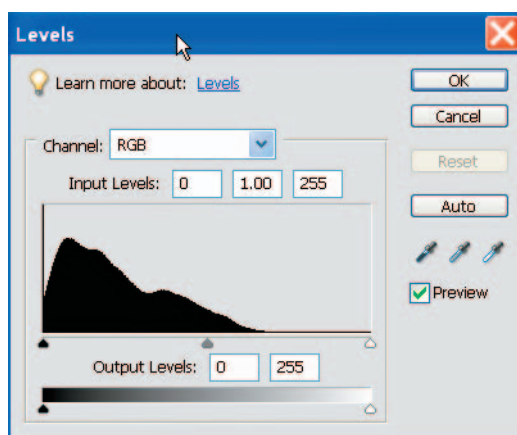 Levels
Learn more about: Levels
OK
Cancel
Channel: RGB
Reset
Input Levels: 0 1.00 255
Auto
Preview
Output Levels: 0 255